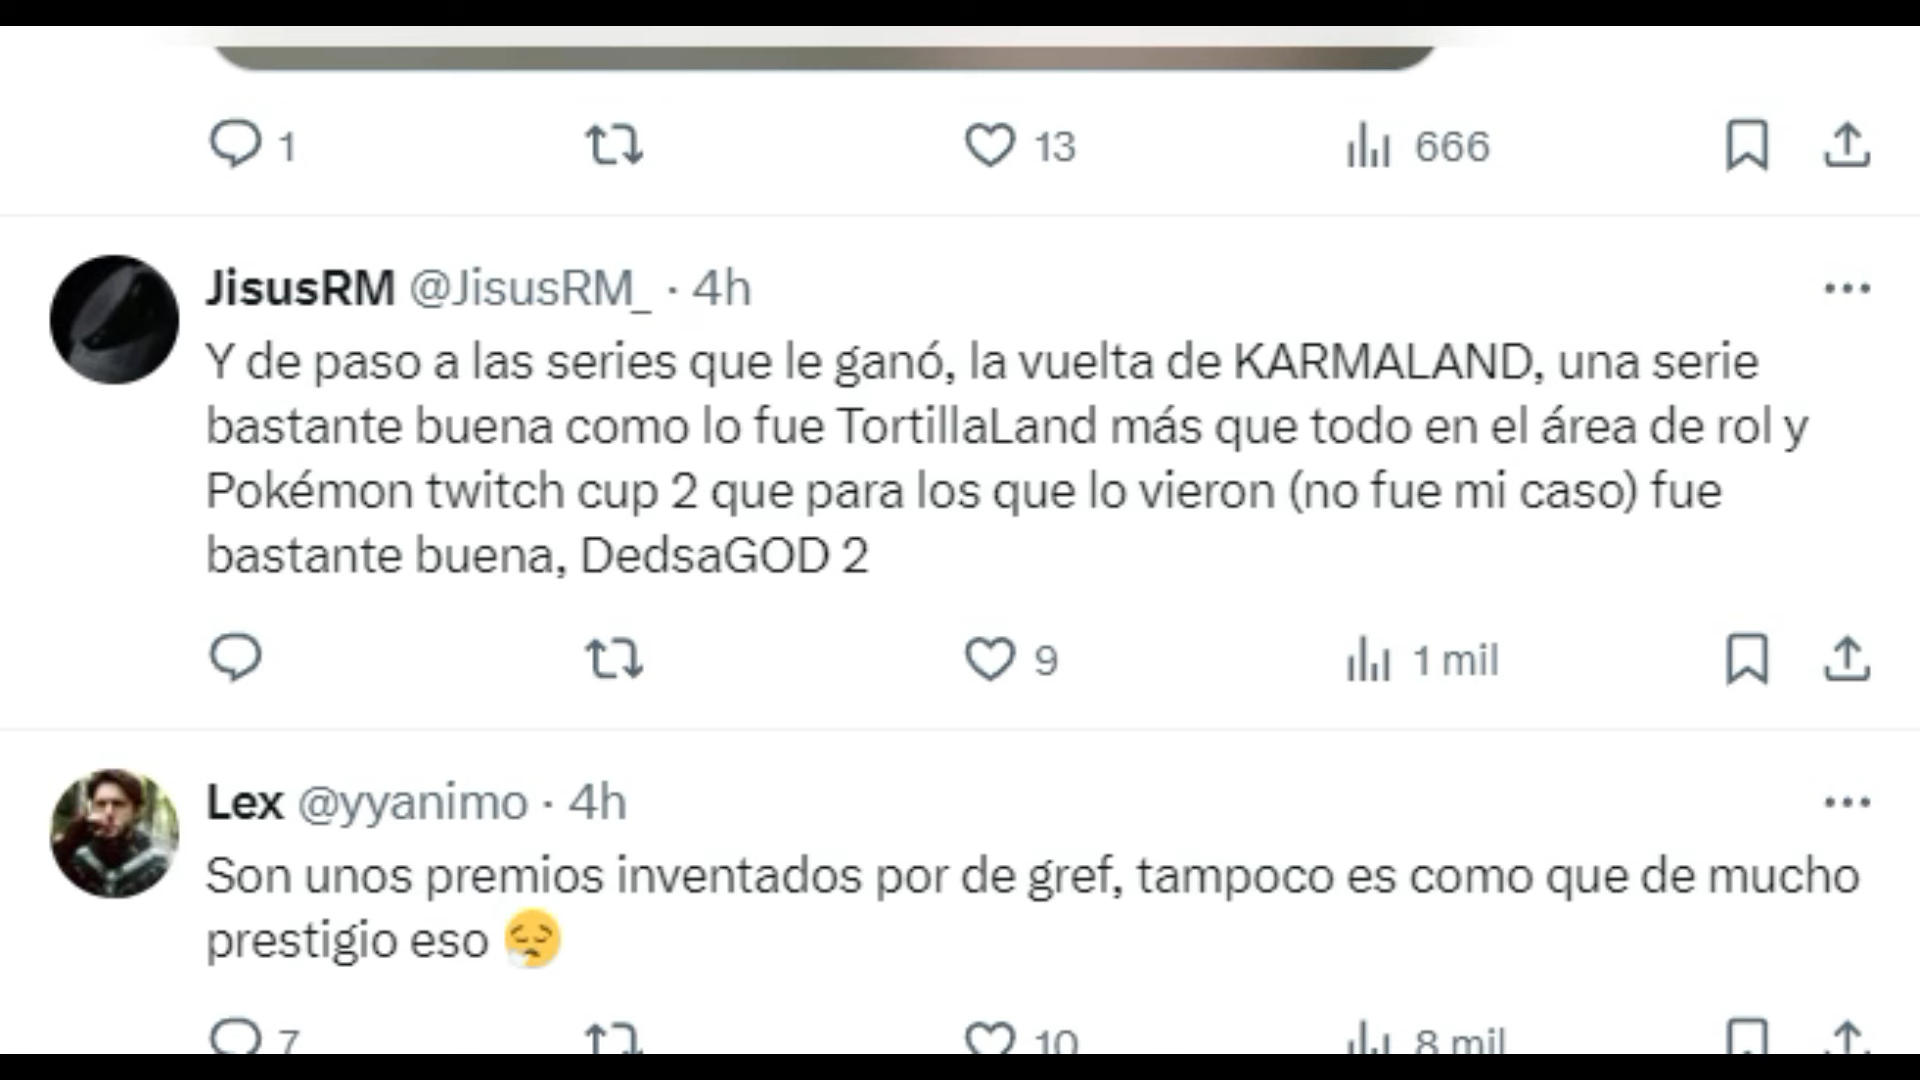 1 13 666
JisusRM @JisusRM_ · 4h
Y de paso a las series que le ganó, la vuelta de KARMALAND, una serie
bastante buena como lo fue TortillaLand más que todo en el área de rol y
Pokémon twitch cup 2 que para los que lo vieron (no fue mi caso) fue
bastante buena, DedsaGOD 2
9 1 mil
Lex @yyanimo · 4h
Son unos premios inventados por de gref, tampoco es como que de mucho
prestigio eso 😮‍💨
7 10 8 mil